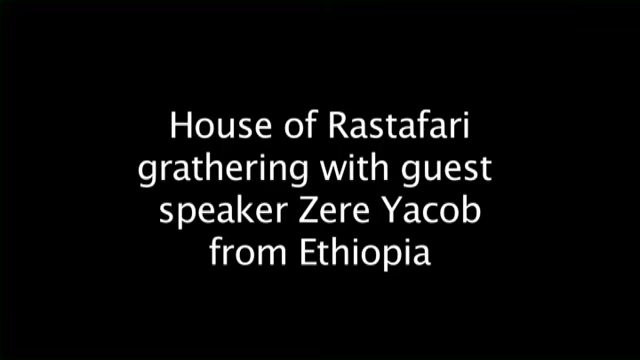 House of Rastafari
grathering with guest
speaker Zere Yacob
from Ethiopia